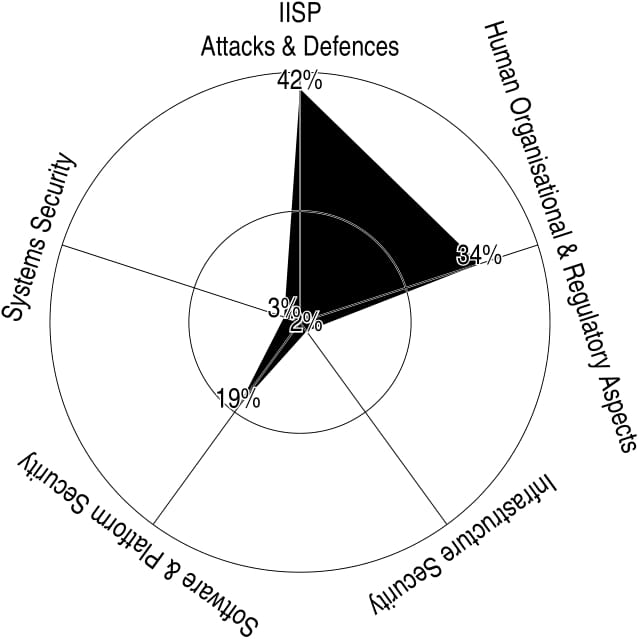 IISP
Attacks & Defences
42%
Human Organisational & Regulatory Aspects
34%
Systems Security
3%
2%
19%
Software & Platform Security
Infrastructure Security